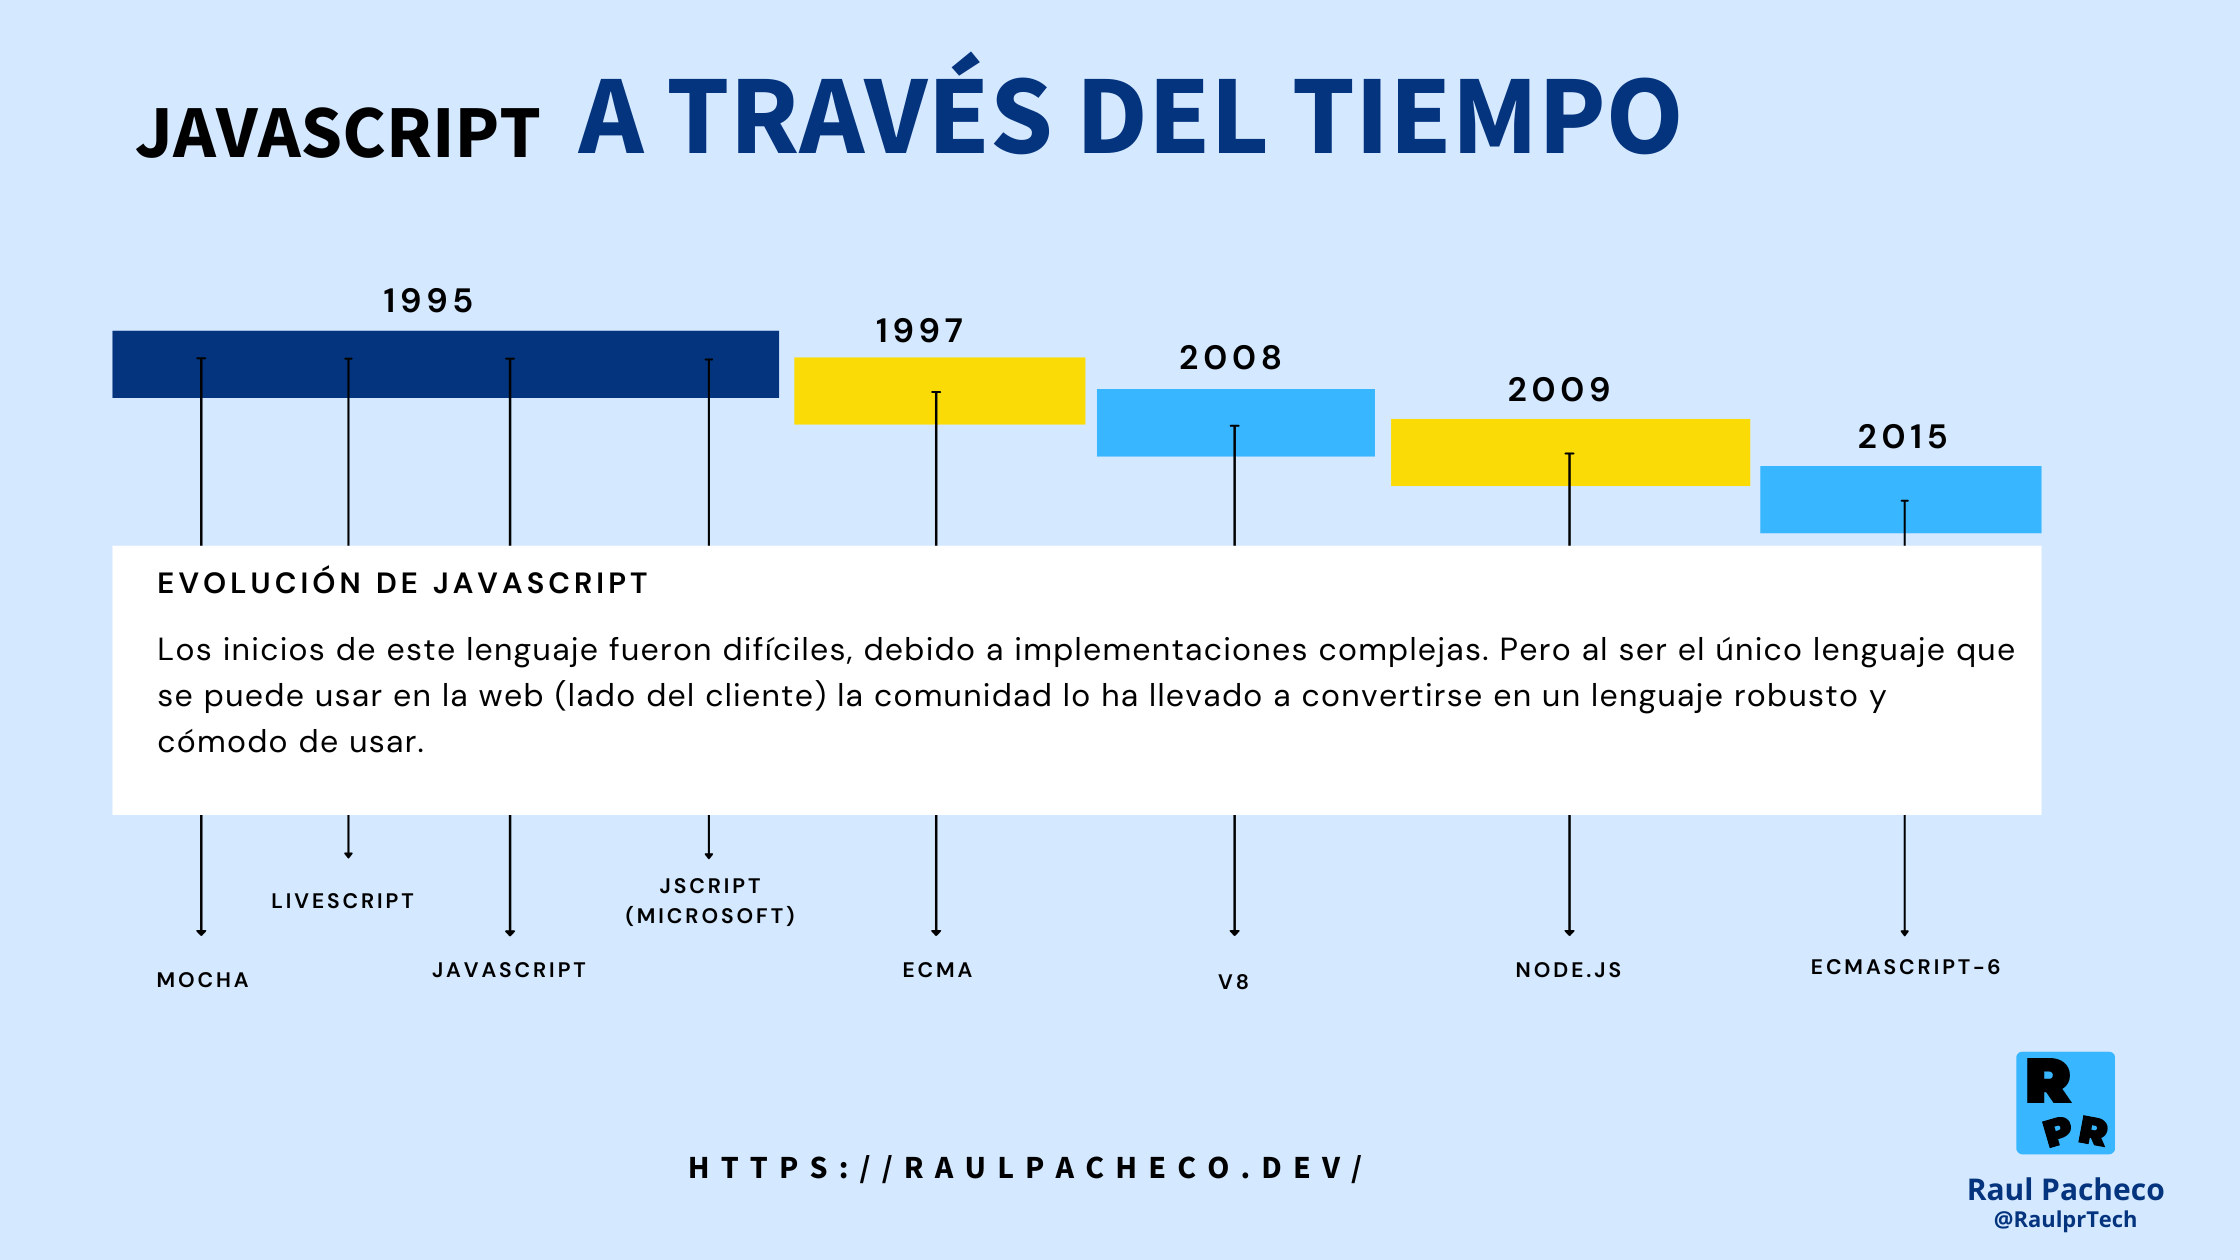 JAVASCRIPT A TRAVÉS DEL TIEMPO
1995
1997
2008
2009
2015
EVOLUCIÓN DE JAVASCRIPT
Los inicios de este lenguaje fueron difíciles, debido a implementaciones complejas. Pero al ser el único lenguaje que
se puede usar en la web (lado del cliente) la comunidad lo ha llevado a convertirse en un lenguaje robusto y
cómodo de usar.
MOCHA
LIVESCRIPT
JAVASCRIPT
JSCRIPT
(MICROSOFT)
ECMA
V8
NODE.JS
ECMASCRIPT-6
HTTPS://RAULPACHECO.DEV/
R
PR
Raul Pacheco
@RaulprTech